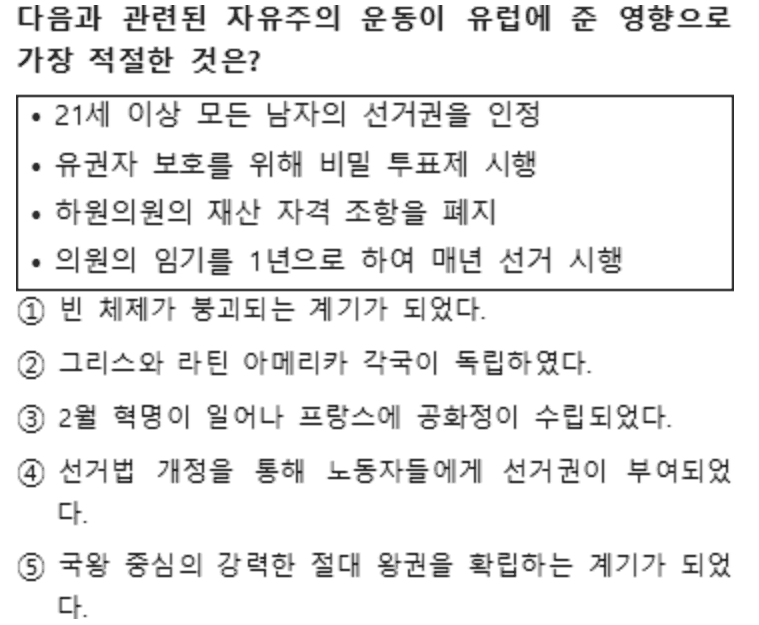 다음과 관련된 자유주의 운동이 유럽에 준 영향으로
가장 적절한 것은?
• 21세 이상 모든 남자의 선거권을 인정
• 유권자 보호를 위해 비밀 투표제 시행
• 하원의원의 재산 자격 조항을 폐지
• 의원의 임기를 1년으로 하여 매년 선거 시행
① 빈 체제가 붕괴되는 계기가 되었다.
② 그리스와 라틴 아메리카 각국이 독립하였다.
③ 2월 혁명이 일어나 프랑스에 공화정이 수립되었다.
④ 선거법 개정을 통해 노동자들에게 선거권이 부여되었
다.
⑤ 국왕 중심의 강력한 절대 왕권을 확립하는 계기가 되었
다.